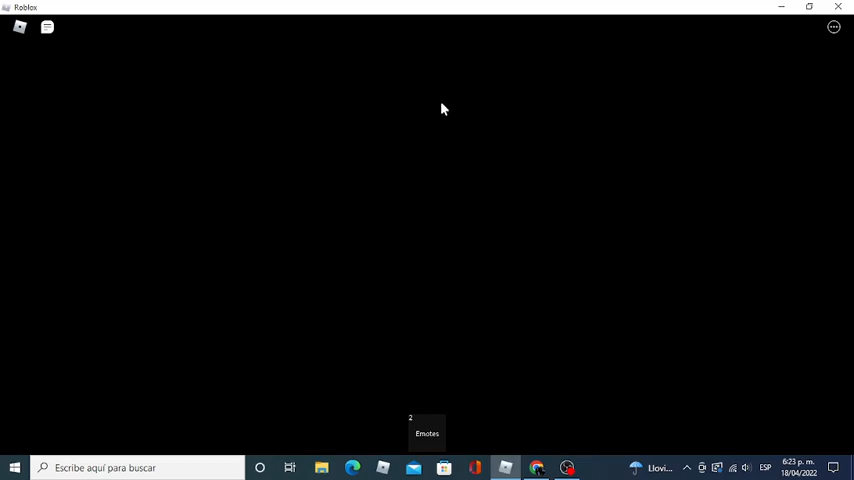 Roblox
2
Emotes
Escribe aquí para buscar
Llovi...
ESP
6:23 p. m.
18/04/2022